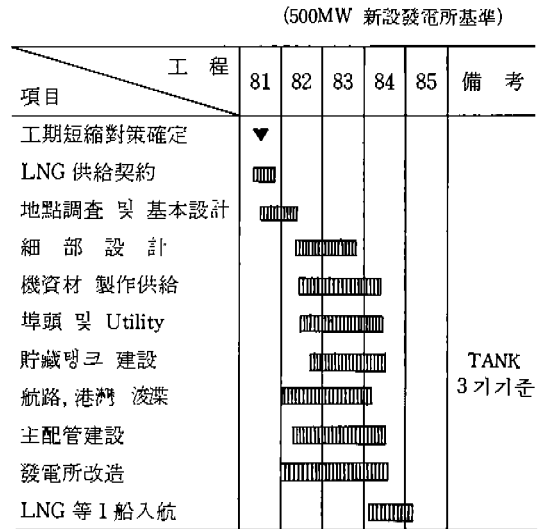 (500MW 新設發電所基準)
工 程
項目
81 82 83 84 85 備 考
工期短縮對策確定
LNG 供給契約
地點調査 및 基本設計
細 部 設 計
機資材 製作供給
埠頭 및 Utility
貯藏탱크 建設
航路, 港灣 浚渫
主配管建設
發電所改造
LNG 等 1 船入航
TANK
3 기기준